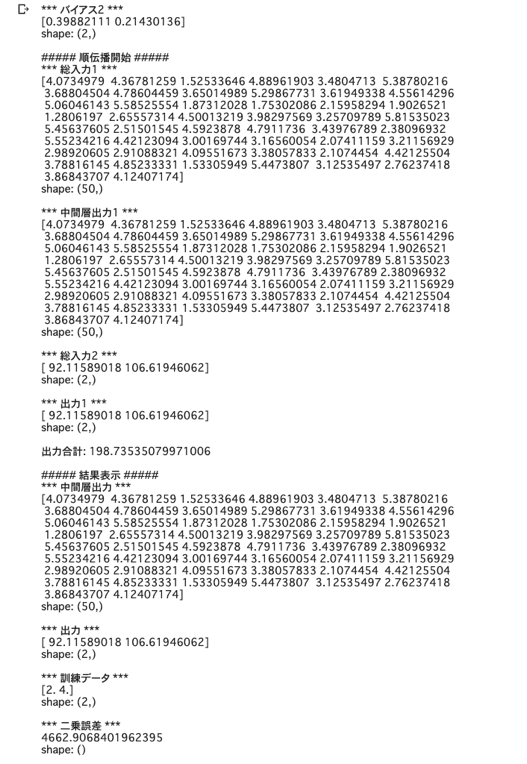 *** バイアス2 ***
[0.39882111 0.21430136]
shape: (2,)
##### 順伝播開始 #####
*** 総入力1 ***
[4.0734979  4.36781259 1.52533646 4.88961903 3.4804713  5.38780216
3.68804504 4.78604459 3.65014989 5.29867731 3.61949338 4.55614296
5.06046143 5.58525554 1.87312028 1.75302086 2.15958294 1.9026521
1.2806197  2.65557314 4.50013219 3.98297569 3.25709789 5.81535023
5.45637605 2.51501545 4.5923878  4.7911736  3.43976789 2.38096932
5.55234216 4.42123094 3.00169744 3.16560054 2.07411159 3.21156929
2.98920605 2.91088321 4.09551673 3.38057833 2.1074454  4.42125504
3.78816145 4.85233331 1.53305949 5.4473807  3.12535497 2.76237418
3.86843707 4.12407174]
shape: (50,)
*** 中間層出力1 ***
[4.0734979  4.36781259 1.52533646 4.88961903 3.4804713  5.38780216
3.68804504 4.78604459 3.65014989 5.29867731 3.61949338 4.55614296
5.06046143 5.58525554 1.87312028 1.75302086 2.15958294 1.9026521
1.2806197  2.65557314 4.50013219 3.98297569 3.25709789 5.81535023
5.45637605 2.51501545 4.5923878  4.7911736  3.43976789 2.38096932
5.55234216 4.42123094 3.00169744 3.16560054 2.07411159 3.21156929
2.98920605 2.91088321 4.09551673 3.38057833 2.1074454  4.42125504
3.78816145 4.85233331 1.53305949 5.4473807  3.12535497 2.76237418
3.86843707 4.12407174]
shape: (50,)
*** 総入力2 ***
[ 92.11589018 106.61946062]
shape: (2,)
*** 出力1 ***
[ 92.11589018 106.61946062]
shape: (2,)
出力合計: 198.73535079971006
##### 結果表示 #####
*** 中間層出力 ***
[4.0734979  4.36781259 1.52533646 4.88961903 3.4804713  5.38780216
3.68804504 4.78604459 3.65014989 5.29867731 3.61949338 4.55614296
5.06046143 5.58525554 1.87312028 1.75302086 2.15958294 1.9026521
1.2806197  2.65557314 4.50013219 3.98297569 3.25709789 5.81535023
5.45637605 2.51501545 4.5923878  4.7911736  3.43976789 2.38096932
5.55234216 4.42123094 3.00169744 3.16560054 2.07411159 3.21156929
2.98920605 2.91088321 4.09551673 3.38057833 2.1074454  4.42125504
3.78816145 4.85233331 1.53305949 5.4473807  3.12535497 2.76237418
3.86843707 4.12407174]
shape: (50,)
*** 出力 ***
[ 92.11589018 106.61946062]
shape: (2,)
*** 訓練データ ***
[2. 4.]
shape: (2,)
*** 二乗誤差 ***
4662.9068401962395
shape: ()